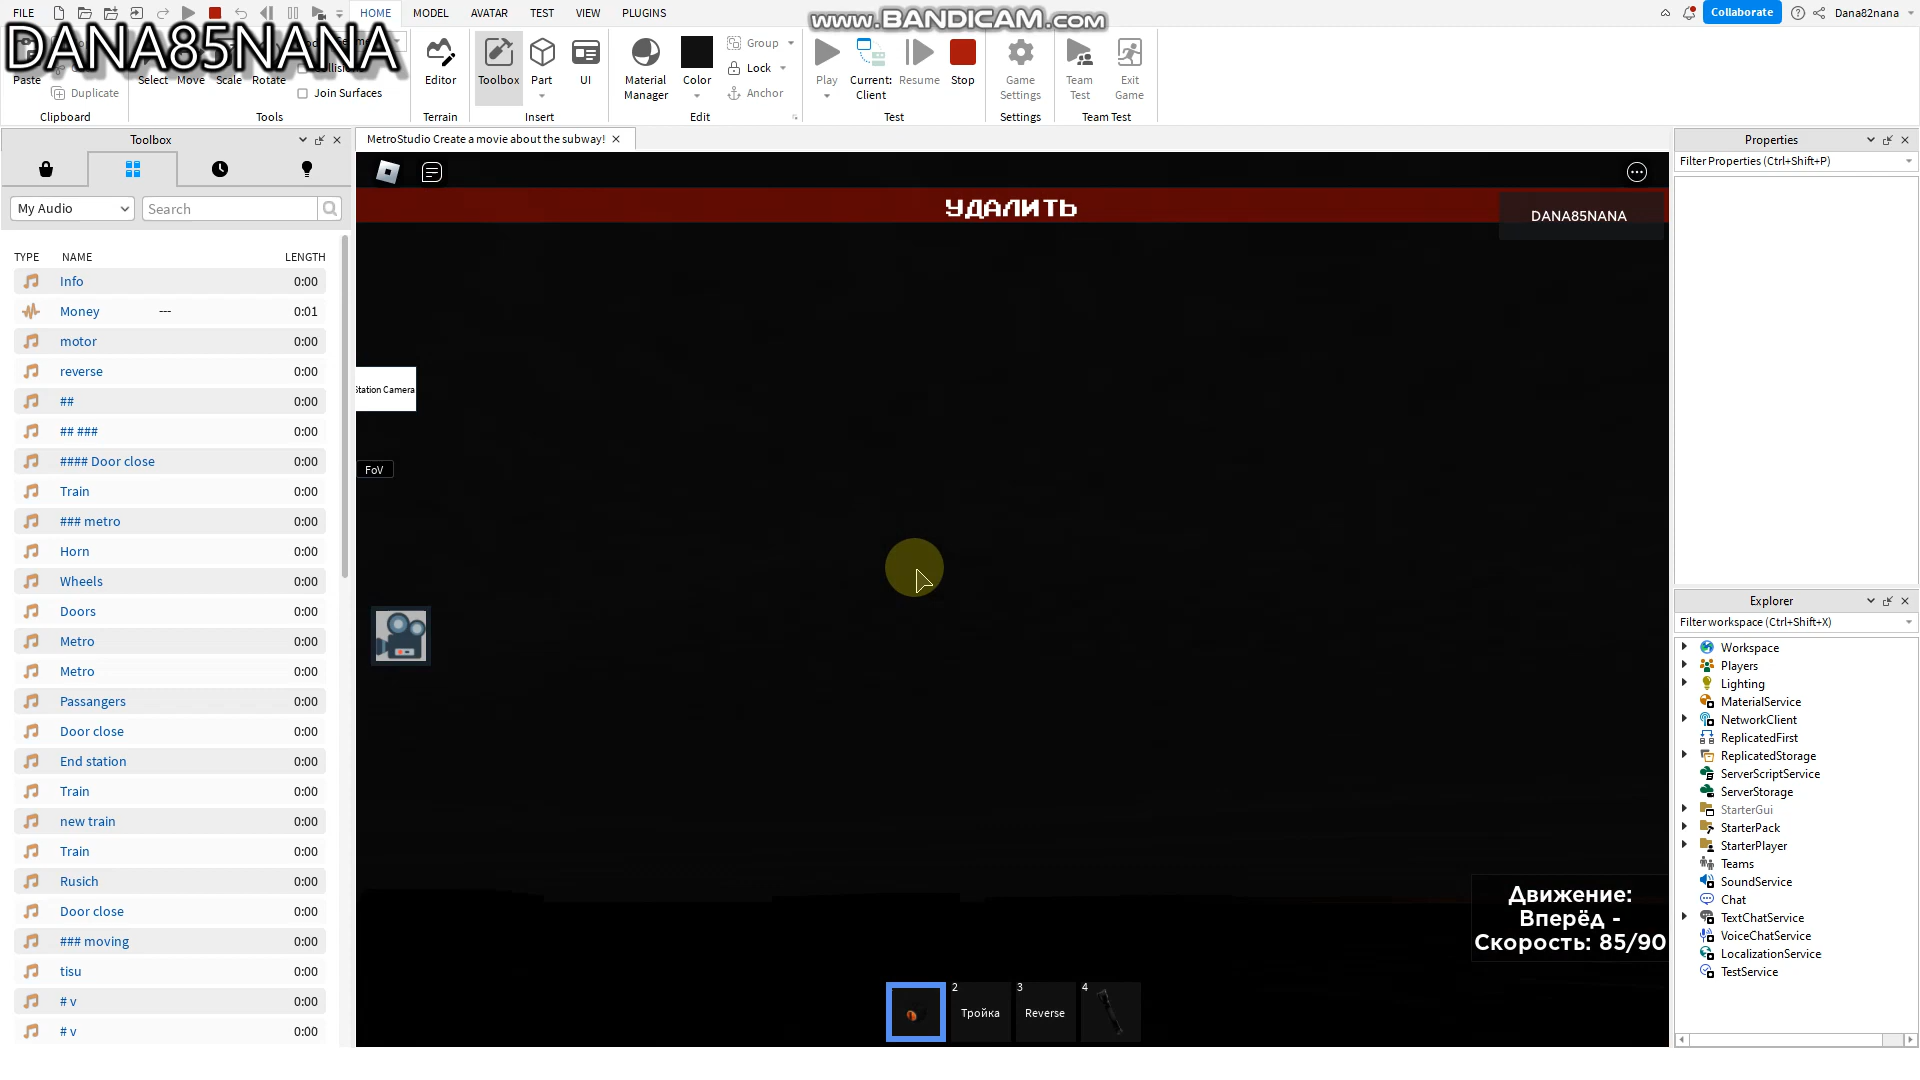 FILE
HOME
MODEL
AVATAR
TEST
VIEW
PLUGINS
www.BANDICAM.com
Collaborate
Dana82nana
DANA85NANA
Paste
Duplicate
Clipboard
Select
Move
Scale
Rotate
Join Surfaces
Tools
Editor
Terrain
Toolbox
Part
UI
Insert
Material Manager
Color
Group
Lock
Anchor
Edit
Play
Current: Client
Resume
Stop
Test
Game Settings
Settings
Team Test
Exit Game
Team Test
Toolbox
My Audio
Search
TYPE NAME LENGTH
Info 0:00
Money --- 0:01
motor 0:00
reverse 0:00
## 0:00
## ### 0:00
#### Door close 0:00
Train 0:00
### metro 0:00
Horn 0:00
Wheels 0:00
Doors 0:00
Metro 0:00
Metro 0:00
Passangers 0:00
Door close 0:00
End station 0:00
Train 0:00
new train 0:00
Train 0:00
Rusich 0:00
Door close 0:00
### moving 0:00
tisu 0:00
# v 0:00
# v 0:00
MetroStudio Create a movie about the subway!
УДАЛИТЬ
DANA85NANA
Station Camera
FoV
Движение:
Вперёд -
Скорость: 85/90
2 Тройка
3 Reverse
4
Properties
Filter Properties (Ctrl+Shift+P)
Explorer
Filter workspace (Ctrl+Shift+X)
Workspace
Players
Lighting
MaterialService
NetworkClient
ReplicatedFirst
ReplicatedStorage
ServerScriptService
ServerStorage
StarterGui
StarterPack
StarterPlayer
Teams
SoundService
Chat
TextChatService
VoiceChatService
LocalizationService
TestService